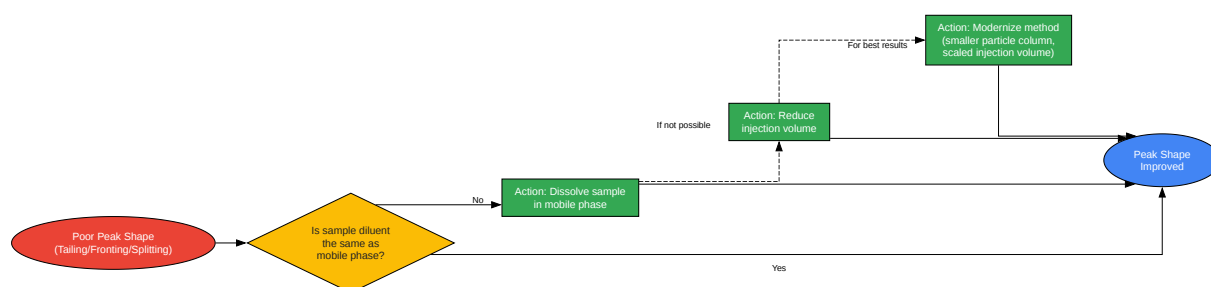 Action: Modernize method
(smaller particle column,
scaled injection volume)
For best results
Action: Reduce
injection volume
If not possible
Peak Shape
Improved
Action: Dissolve sample
in mobile phase
No
Is sample diluent
the same as
mobile phase?
Poor Peak Shape
(Tailing/Fronting/Splitting)
Yes